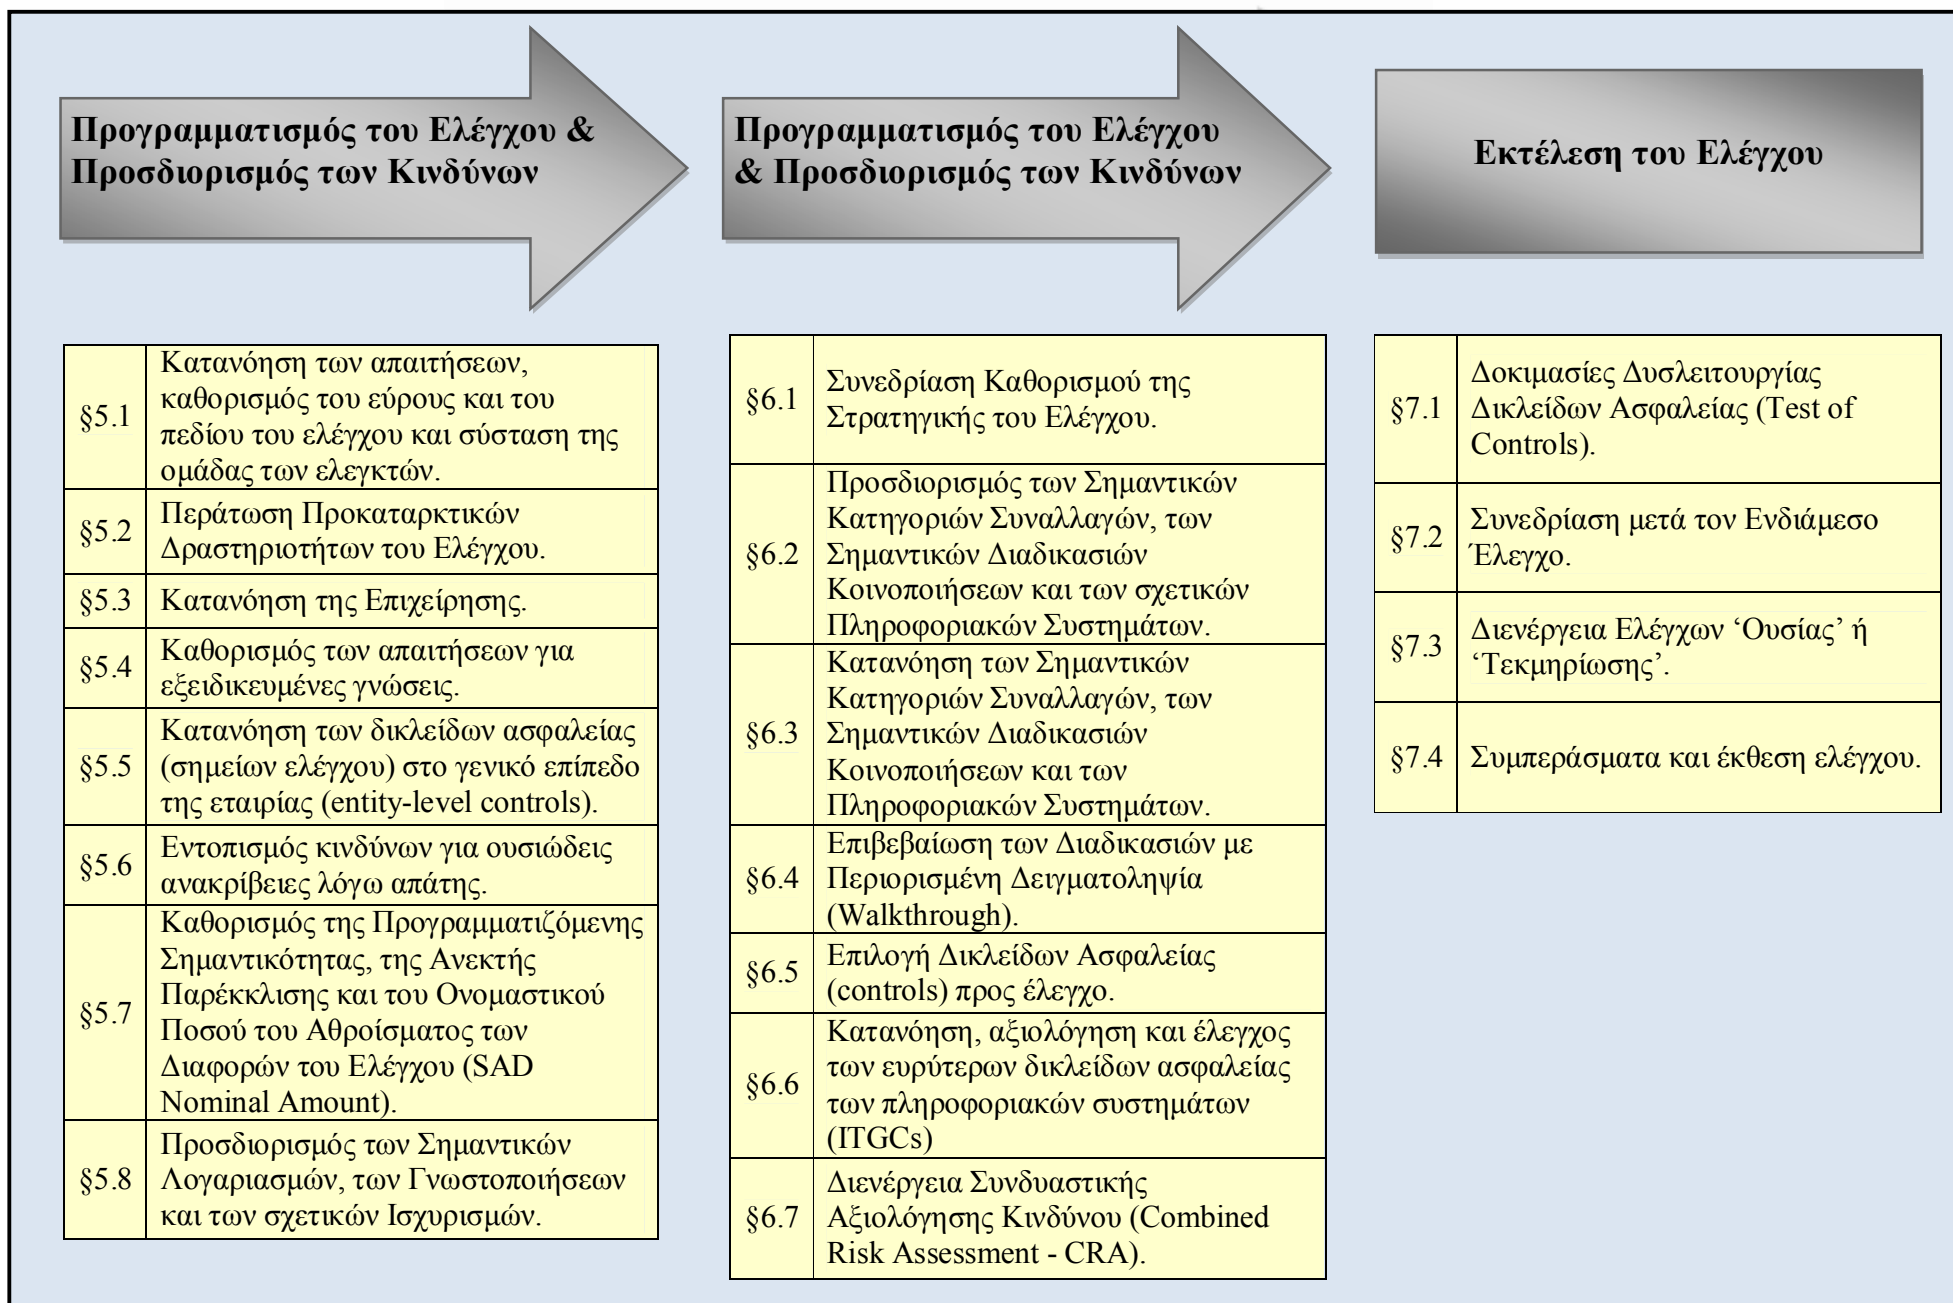 Προγραμματισμός του Ελέγχου &
Προσδιορισμός των Κινδύνων
Προγραμματισμός του Ελέγχου
& Προσδιορισμός των Κινδύνων
Εκτέλεση του Ελέγχου
§5.1
Κατανόηση των απαιτήσεων,
καθορισμός του εύρους και του
πεδίου του ελέγχου και σύσταση της
ομάδας των ελεγκτών.
§5.2
Περάτωση Προκαταρκτικών
Δραστηριοτήτων του Ελέγχου.
§5.3
Κατανόηση της Επιχείρησης.
§5.4
Καθορισμός των απαιτήσεων για
εξειδικευμένες γνώσεις.
§5.5
Κατανόηση των δικλείδων ασφαλείας
(σημείων ελέγχου) στο γενικό επίπεδο
της εταιρίας (entity-level controls).
§5.6
Εντοπισμός κινδύνων για ουσιώδεις
ανακρίβειες λόγω απάτης.
§5.7
Καθορισμός της Προγραμματιζόμενης
Σημαντικότητας, της Ανεκτής
Παρέκκλισης και του Ονομαστικού
Ποσού του Αθροίσματος των
Διαφορών του Ελέγχου (SAD
Nominal Amount).
§5.8
Προσδιορισμός των Σημαντικών
Λογαριασμών, των Γνωστοποιήσεων
και των σχετικών Ισχυρισμών.
§6.1
Συνεδρίαση Καθορισμού της
Στρατηγικής του Ελέγχου.
§6.2
Προσδιορισμός των Σημαντικών
Κατηγοριών Συναλλαγών, των
Σημαντικών Διαδικασιών
Κοινοποιήσεων και των σχετικών
Πληροφοριακών Συστημάτων.
§6.3
Κατανόηση των Σημαντικών
Κατηγοριών Συναλλαγών, των
Σημαντικών Διαδικασιών
Κοινοποιήσεων και των
Πληροφοριακών Συστημάτων.
§6.4
Επιβεβαίωση των Διαδικασιών με
Περιορισμένη Δειγματοληψία
(Walkthrough).
§6.5
Επιλογή Δικλείδων Ασφαλείας
(controls) προς έλεγχο.
§6.6
Κατανόηση, αξιολόγηση και έλεγχος
των ευρύτερων δικλείδων ασφαλείας
των πληροφοριακών συστημάτων
(ITGCs)
§6.7
Διενέργεια Συνδυαστικής
Αξιολόγησης Κινδύνου (Combined
Risk Assessment - CRA).
§7.1
Δοκιμασίες Δυσλειτουργίας
Δικλείδων Ασφαλείας (Test of
Controls).
§7.2
Συνεδρίαση μετά τον Ενδιάμεσο
Έλεγχο.
§7.3
Διενέργεια Ελέγχων ‘Ουσίας’ ή
‘Τεκμηρίωσης’.
§7.4
Συμπεράσματα και έκθεση ελέγχου.